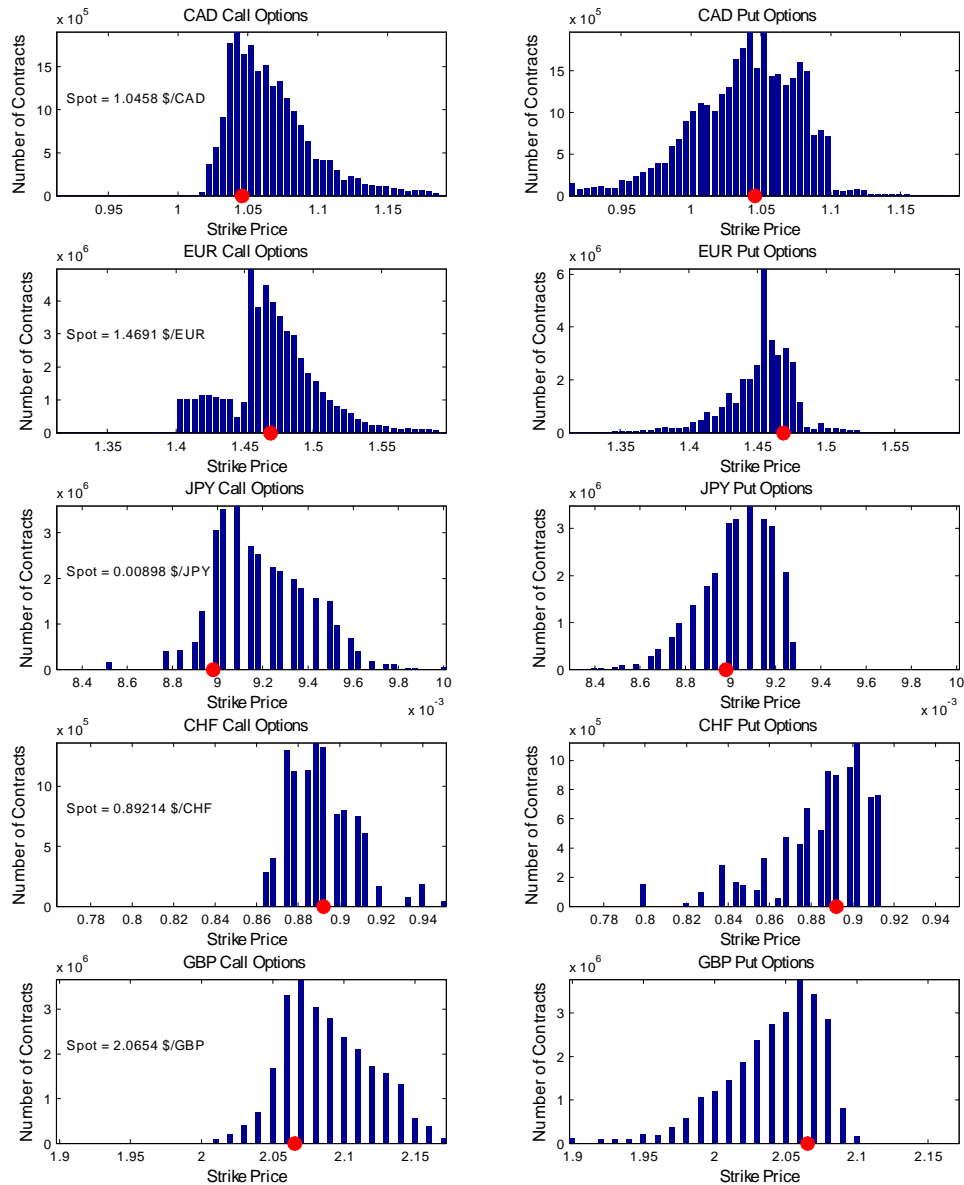 CAD Call Options
x 10^5
Number of Contracts
15
10
5
0
Spot = 1.0458 $/CAD
0.95 1 1.05 1.1 1.15
Strike Price
CAD Put Options
x 10^5
Number of Contracts
15
10
5
0
0.95 1 1.05 1.1 1.15
Strike Price
EUR Call Options
x 10^6
Number of Contracts
4
3
2
1
0
Spot = 1.4691 $/EUR
1.35 1.4 1.45 1.5 1.55
Strike Price
EUR Put Options
x 10^6
Number of Contracts
6
4
2
0
1.35 1.4 1.45 1.5 1.55
Strike Price
JPY Call Options
x 10^6
Number of Contracts
3
2
1
0
Spot = 0.00898 $/JPY
8.4 8.6 8.8 9 9.2 9.4 9.6 9.8 10
Strike Price
x 10^-3
JPY Put Options
x 10^6
Number of Contracts
3
2
1
0
8.4 8.6 8.8 9 9.2 9.4 9.6 9.8 10
Strike Price
x 10^-3
CHF Call Options
x 10^5
Number of Contracts
10
5
0
Spot = 0.89214 $/CHF
0.78 0.8 0.82 0.84 0.86 0.88 0.9 0.92 0.94
Strike Price
CHF Put Options
x 10^5
Number of Contracts
10
8
6
4
2
0
0.78 0.8 0.82 0.84 0.86 0.88 0.9 0.92 0.94
Strike Price
GBP Call Options
x 10^6
Number of Contracts
3
2
1
0
Spot = 2.0654 $/GBP
1.9 1.95 2 2.05 2.1 2.15
Strike Price
GBP Put Options
x 10^6
Number of Contracts
3
2
1
0
1.9 1.95 2 2.05 2.1 2.15
Strike Price